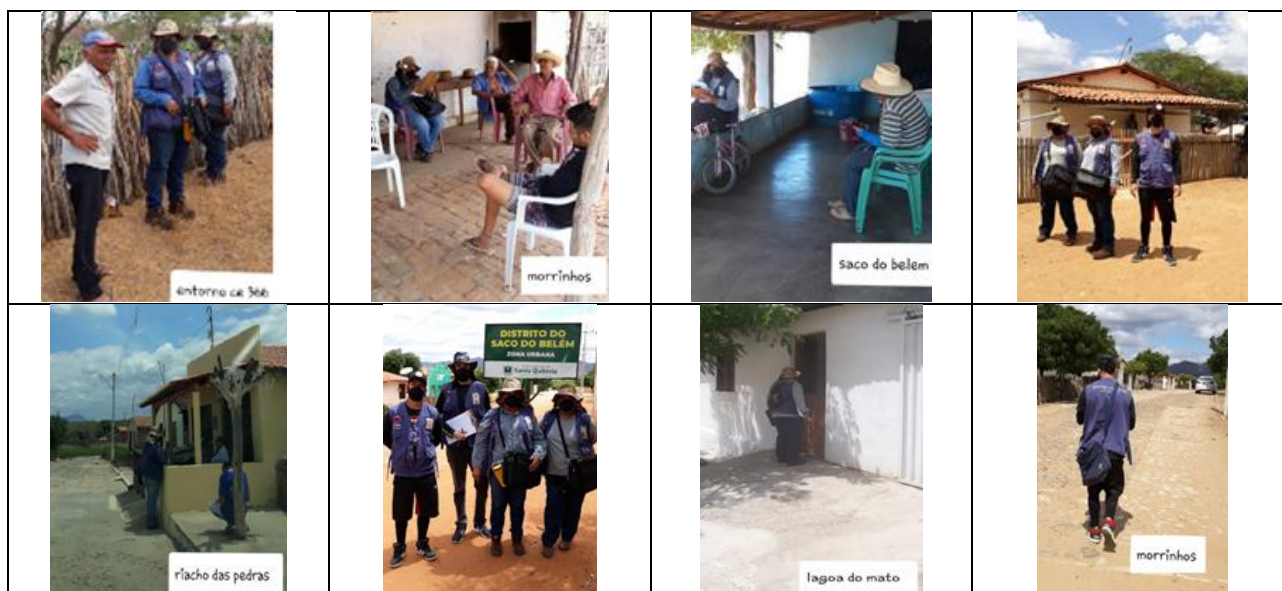 entorno ce 366
morrinhos
saco do belem
DISTRITO DO
SACO DO BELÉM
ZONA URBANA
Santa Quitéria
riacho das pedras
lagoa do mato
morrinhos